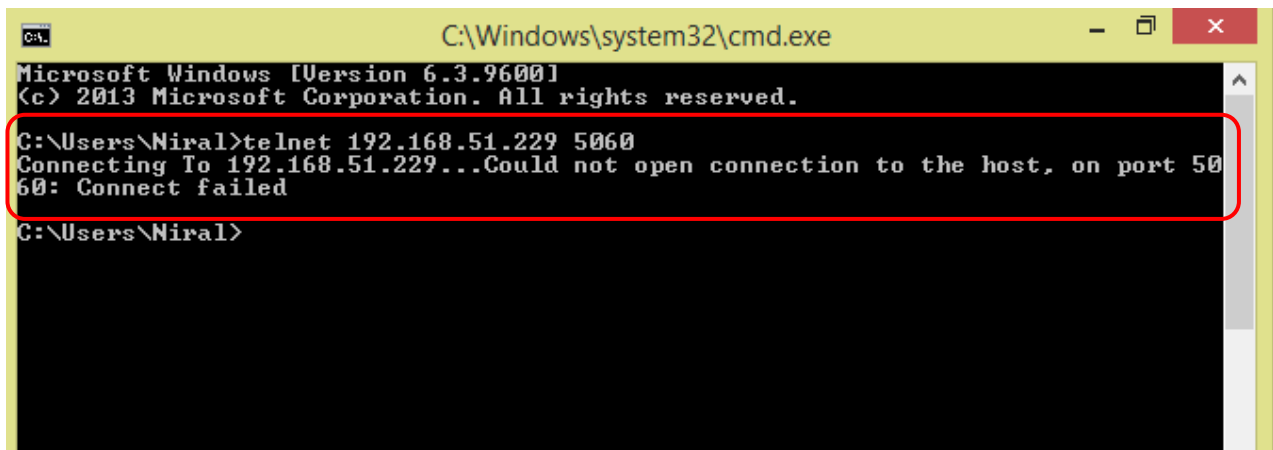 C:\Windows\system32\cmd.exe
Microsoft Windows [Version 6.3.9600]
(c) 2013 Microsoft Corporation. All rights reserved.
C:\Users\Niral>telnet 192.168.51.229 5060
Connecting To 192.168.51.229...Could not open connection to the host, on port 50
60: Connect failed
C:\Users\Niral>